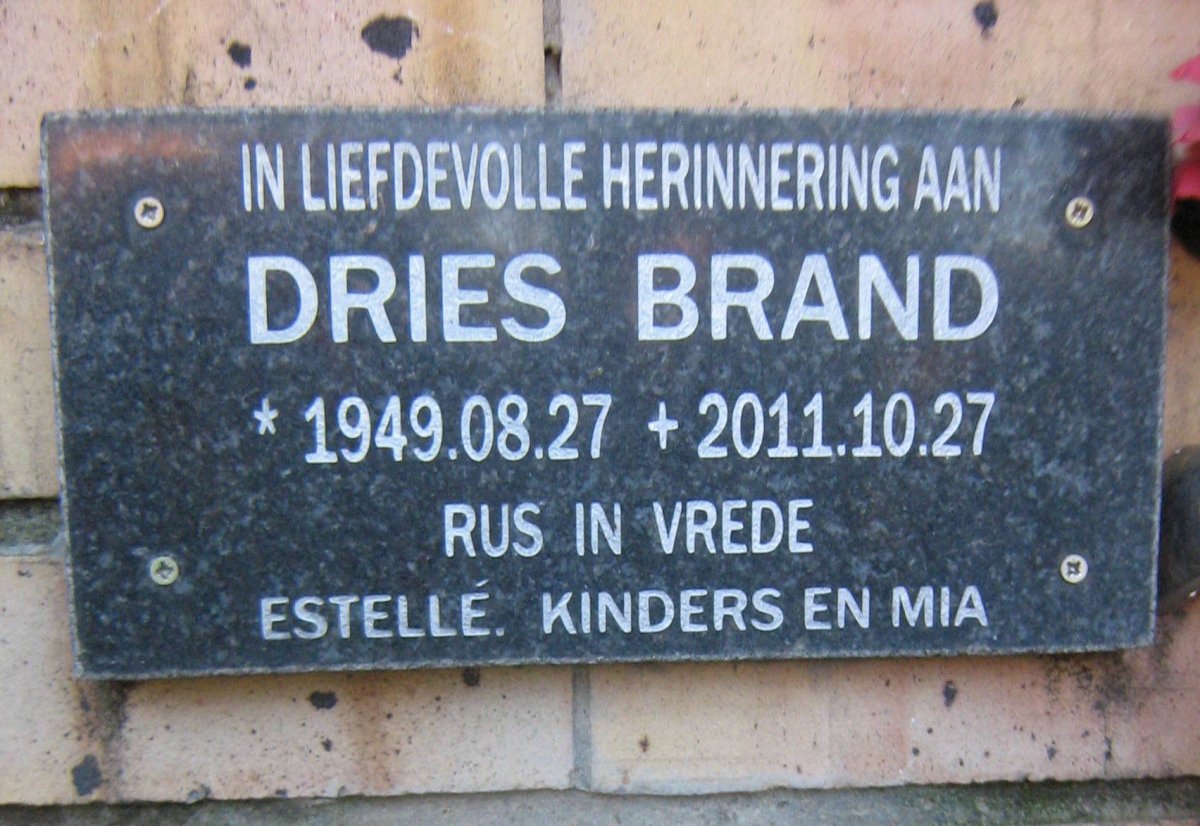 IN LIEFDEVOLLE HERINNERING AAN
DRIES BRAND
* 1949.08.27 + 2011.10.27
RUS IN VREDE
ESTELLÉ. KINDERS EN MIA